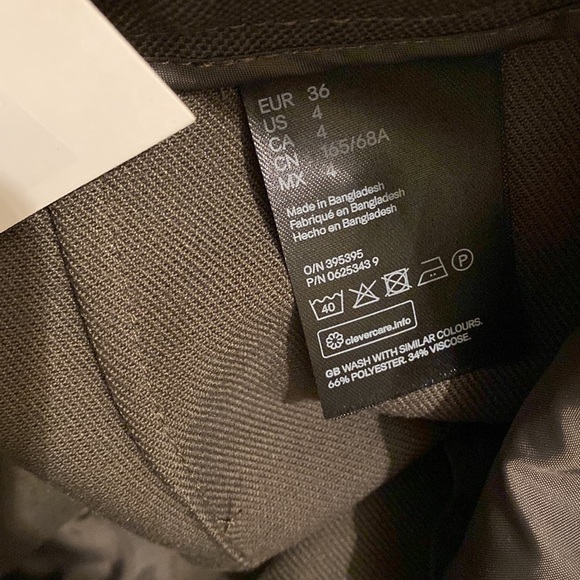 EUR 36
US 4
CA 4
CN 165/68A
MX 4
Made in Bangladesh
Fabriqué en Bangladesh
Hecho en Bangladesh
O/N 395395
P/N 0625343 9
40 P
clevercare.info
GB WASH WITH SIMILAR COLOURS.
66% POLYESTER. 34% VISCOSE.